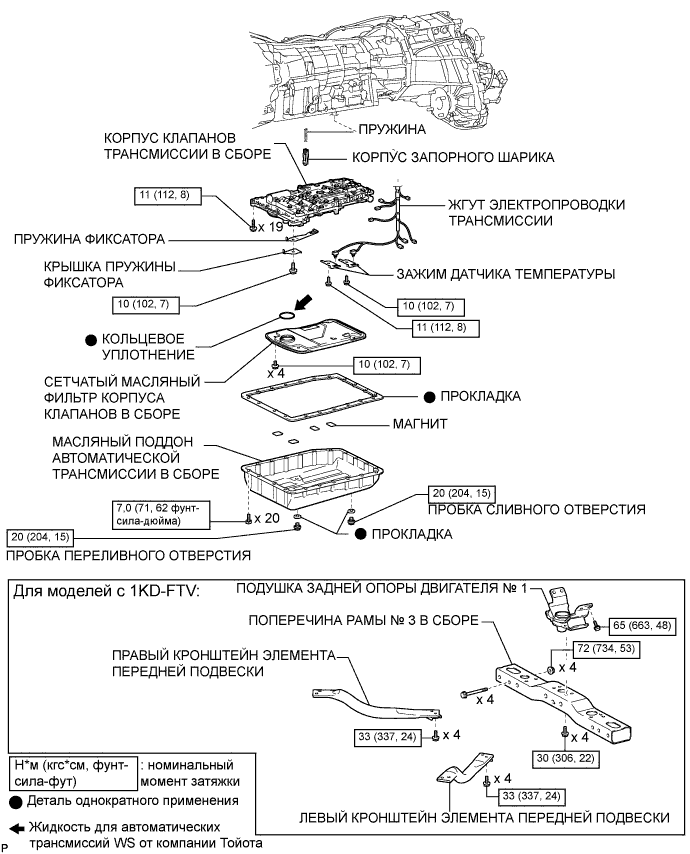 ПРУЖИНА
КОРПУС КЛАПАНОВ
ТРАНСМИССИИ В СБОРЕ
КОРПУС ЗАПОРНОГО ШАРИКА
11 (112, 8)
x 19
ЖГУТ ЭЛЕКТРОПРОВОДКИ
ТРАНСМИССИИ
ПРУЖИНА ФИКСАТОРА
КРЫШКА ПРУЖИНЫ
ФИКСАТОРА
ЗАЖИМ ДАТЧИКА ТЕМПЕРАТУРЫ
10 (102, 7)
10 (102, 7)
11 (112, 8)
КОЛЬЦЕВОЕ
УПЛОТНЕНИЕ
10 (102, 7)
x 4
СЕТЧАТЫЙ МАСЛЯНЫЙ
ФИЛЬТР КОРПУСА
КЛАПАНОВ В СБОРЕ
ПРОКЛАДКА
МАГНИТ
МАСЛЯНЫЙ ПОДДОН
АВТОМАТИЧЕСКОЙ
ТРАНСМИССИИ В СБОРЕ
20 (204, 15)
ПРОБКА СЛИВНОГО ОТВЕРСТИЯ
7,0 (71, 62 фунт-
сила-дюйма)
x 20
20 (204, 15)
ПРОКЛАДКА
ПРОБКА ПЕРЕЛИВНОГО ОТВЕРСТИЯ
Для моделей с 1KD-FTV:
ПОДУШКА ЗАДНЕЙ ОПОРЫ ДВИГАТЕЛЯ № 1
ПОПЕРЕЧИНА РАМЫ № 3 В СБОРЕ
65 (663, 48)
72 (734, 53)
x 4
ПРАВЫЙ КРОНШТЕЙН ЭЛЕМЕНТА
ПЕРЕДНЕЙ ПОДВЕСКИ
x 4
33 (337, 24)
x 4
x 4
30 (306, 22)
x 4
33 (337, 24)
ЛЕВЫЙ КРОНШТЕЙН ЭЛЕМЕНТА ПЕРЕДНЕЙ ПОДВЕСКИ
Н*м (кгс*см, фунт-
сила-фут)
: номинальный
момент затяжки
Деталь однократного применения
Жидкость для автоматических
трансмиссий WS от компании Тойота
P